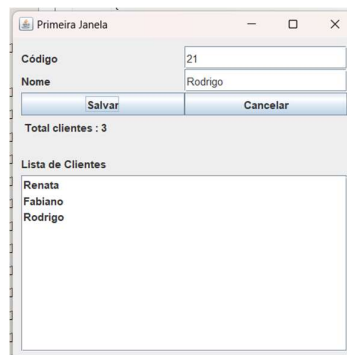 Primeira Janela
Código 21
Nome Rodrigo
Salvar Cancelar
Total clientes : 3
Lista de Clientes
Renata
Fabiano
Rodrigo